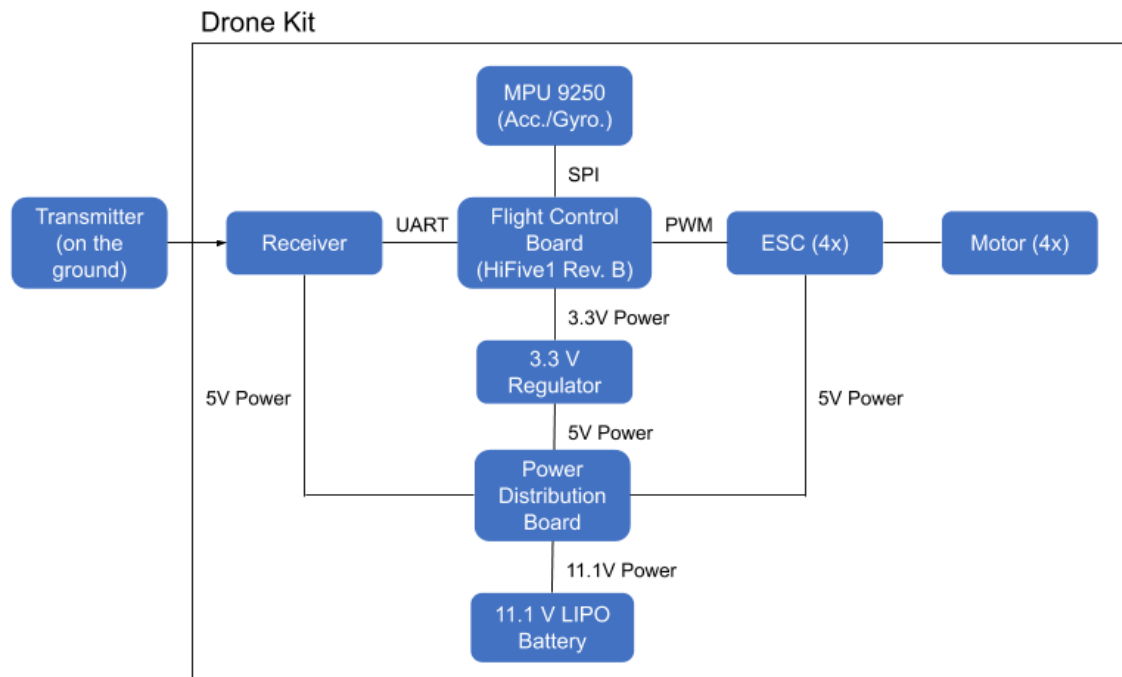 Drone Kit
MPU 9250
(Acc./Gyro.)
SPI
Transmitter
(on the
ground)
Receiver
UART
Flight Control
Board
(HiFive1 Rev. B)
PWM
ESC (4x)
Motor (4x)
3.3V Power
3.3 V
Regulator
5V Power
5V Power
5V Power
Power
Distribution
Board
11.1V Power
11.1 V LIPO
Battery